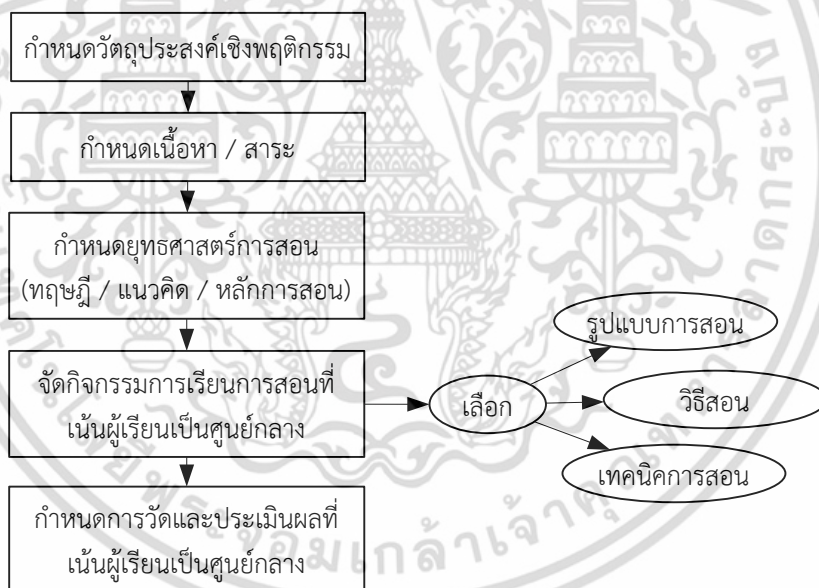 กำหนดวัตถุประสงค์เชิงพฤติกรรม
กำหนดเนื้อหา / สาระ
กำหนดยุทธศาสตร์การสอน
(ทฤษฎี / แนวคิด / หลักการสอน)
จัดกิจกรรมการเรียนการสอนที่
เน้นผู้เรียนเป็นศูนย์กลาง
เลือก
รูปแบบการสอน
วิธีสอน
เทคนิคการสอน
กำหนดการวัดและประเมินผลที่
เน้นผู้เรียนเป็นศูนย์กลาง